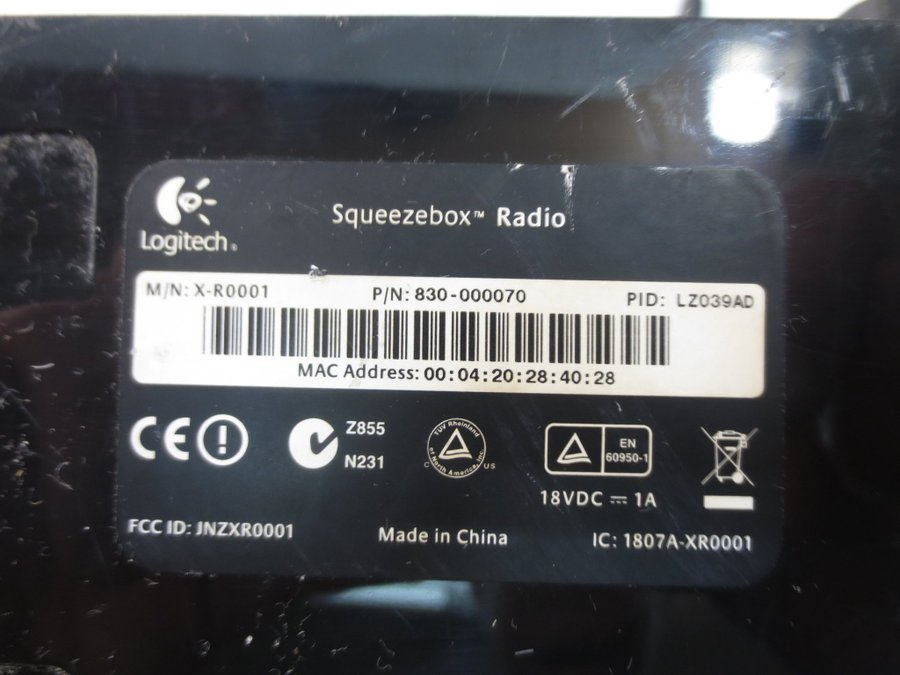 Logitech®
Squeezebox™ Radio
M/N: X-R0001 P/N: 830-000070 PID: LZ039AD
MAC Address: 00:04:20:28:40:28
CE
Z855
N231
TÜV Rheinland
of North America, Inc.
C US
EN
60950-1
18VDC ⎓ 1A
FCC ID: JNZXR0001 Made in China IC: 1807A-XR0001